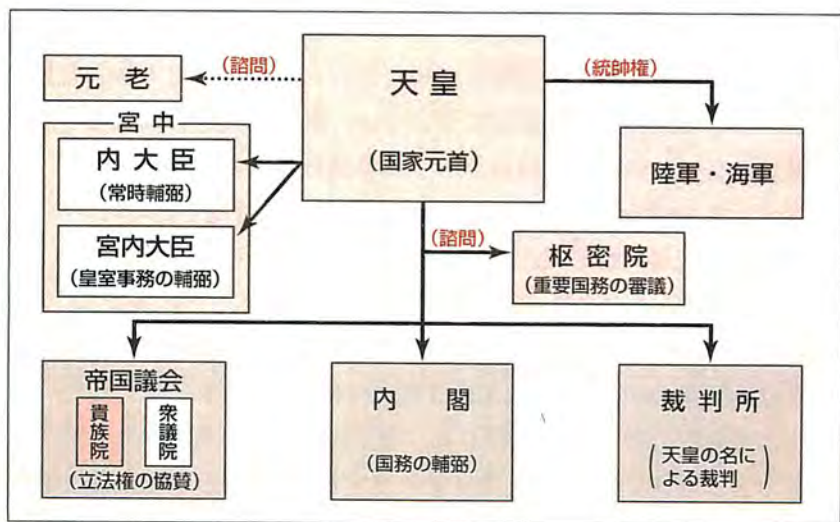 元老
(諮問)
天皇
(国家元首)
(統帥権)
陸軍・海軍
宮中
内大臣
(常時輔弼)
宮内大臣
(皇室事務の輔弼)
(諮問)
枢密院
(重要国務の審議)
帝国議会
貴族院
衆議院
(立法権の協賛)
内閣
(国務の輔弼)
裁判所
(天皇の名に
よる裁判)